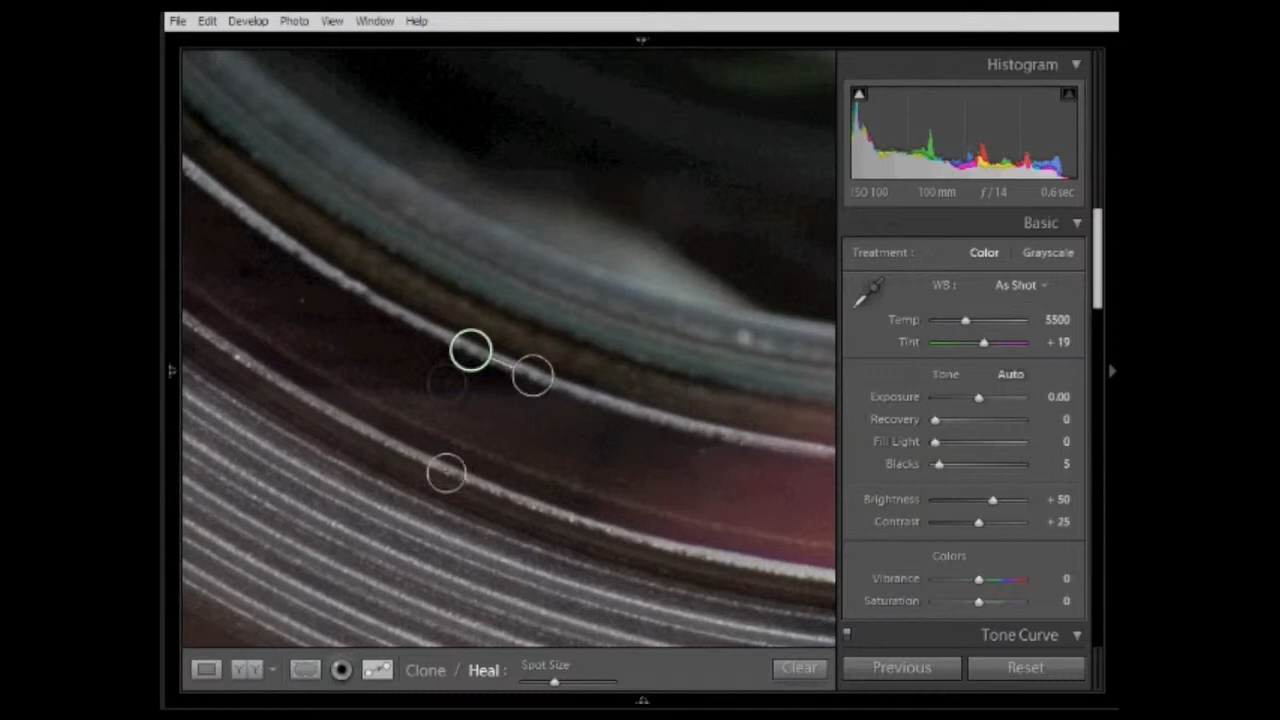 File Edit Develop Photo View Window Help
Histogram
ISO 100 100 mm ƒ / 14 0.6 sec
Basic
Treatment : Color Grayscale
WB : As Shot
Temp 5500
Tint + 19
Tone Auto
Exposure 0.00
Recovery 0
Fill Light 0
Blacks 5
Brightness + 50
Contrast + 25
Colors
Vibrance 0
Saturation 0
Tone Curve
Y Y Clone / Heal : Spot Size Clear
Previous Reset